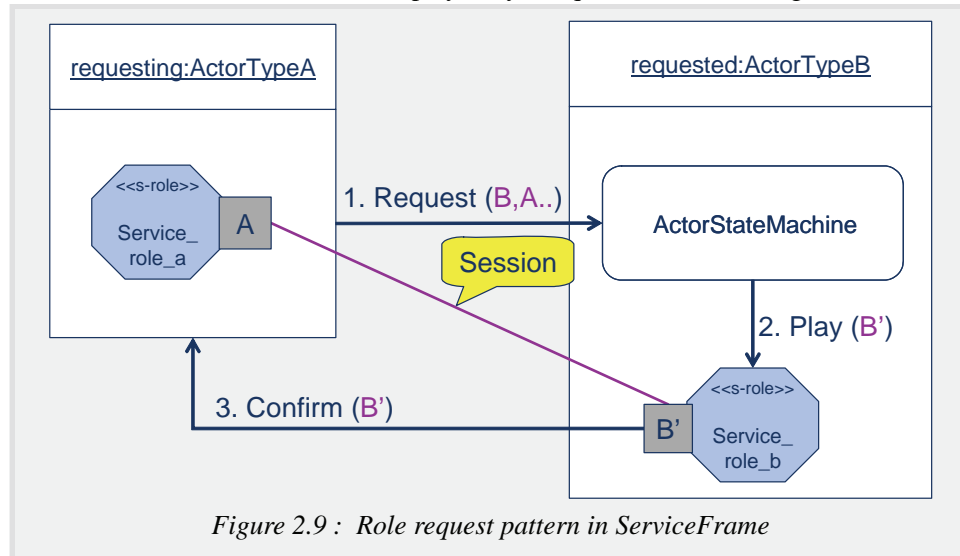 requesting:ActorTypeA
requested:ActorTypeB
<<s-role>>
Service_
role_a
A
1. Request (B,A..)
ActorStateMachine
Session
2. Play (B’)
3. Confirm (B’)
<<s-role>>
B’
Service_
role_b
Figure 2.9 : Role request pattern in ServiceFrame